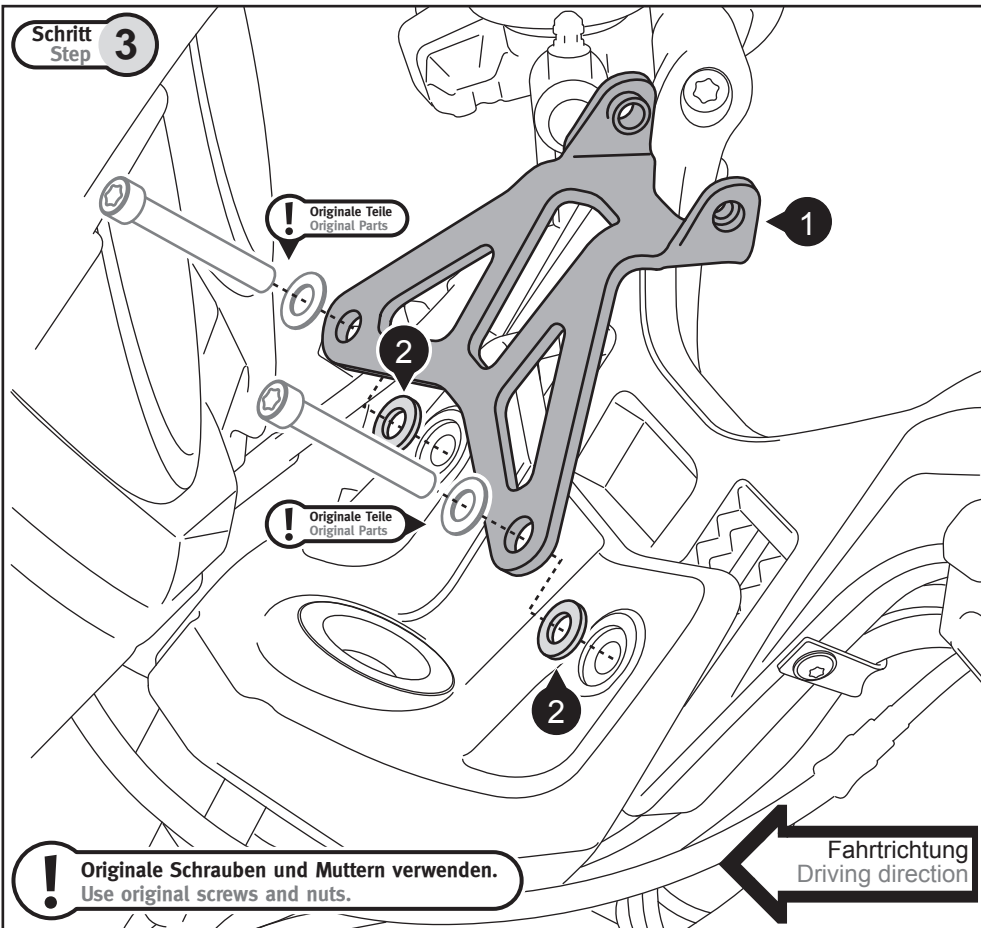 Schritt
Step
3
Originale Teile
Original Parts
1
2
Originale Teile
Original Parts
2
Originale Schrauben und Muttern verwenden.
Use original screws and nuts.
Fahrtrichtung
Driving direction